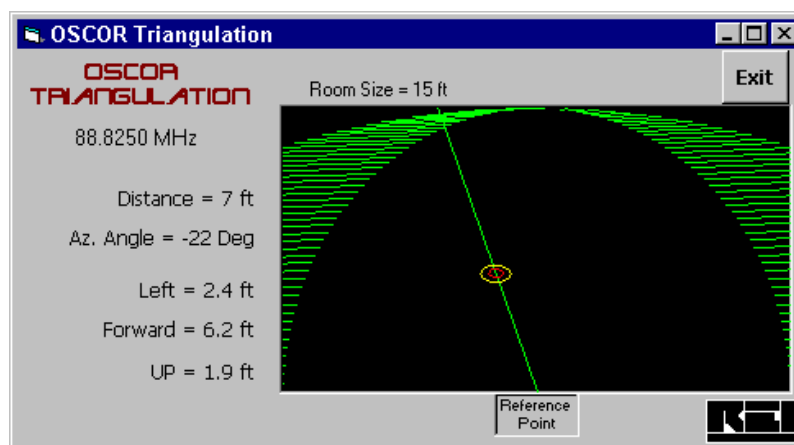 OSCOR Triangulation
OSCOR
TRIANGULATION
Room Size = 15 ft
Exit
88.8250 MHz
Distance = 7 ft
Az. Angle = -22 Deg
Left = 2.4 ft
Forward = 6.2 ft
UP = 1.9 ft
Reference
Point
REI